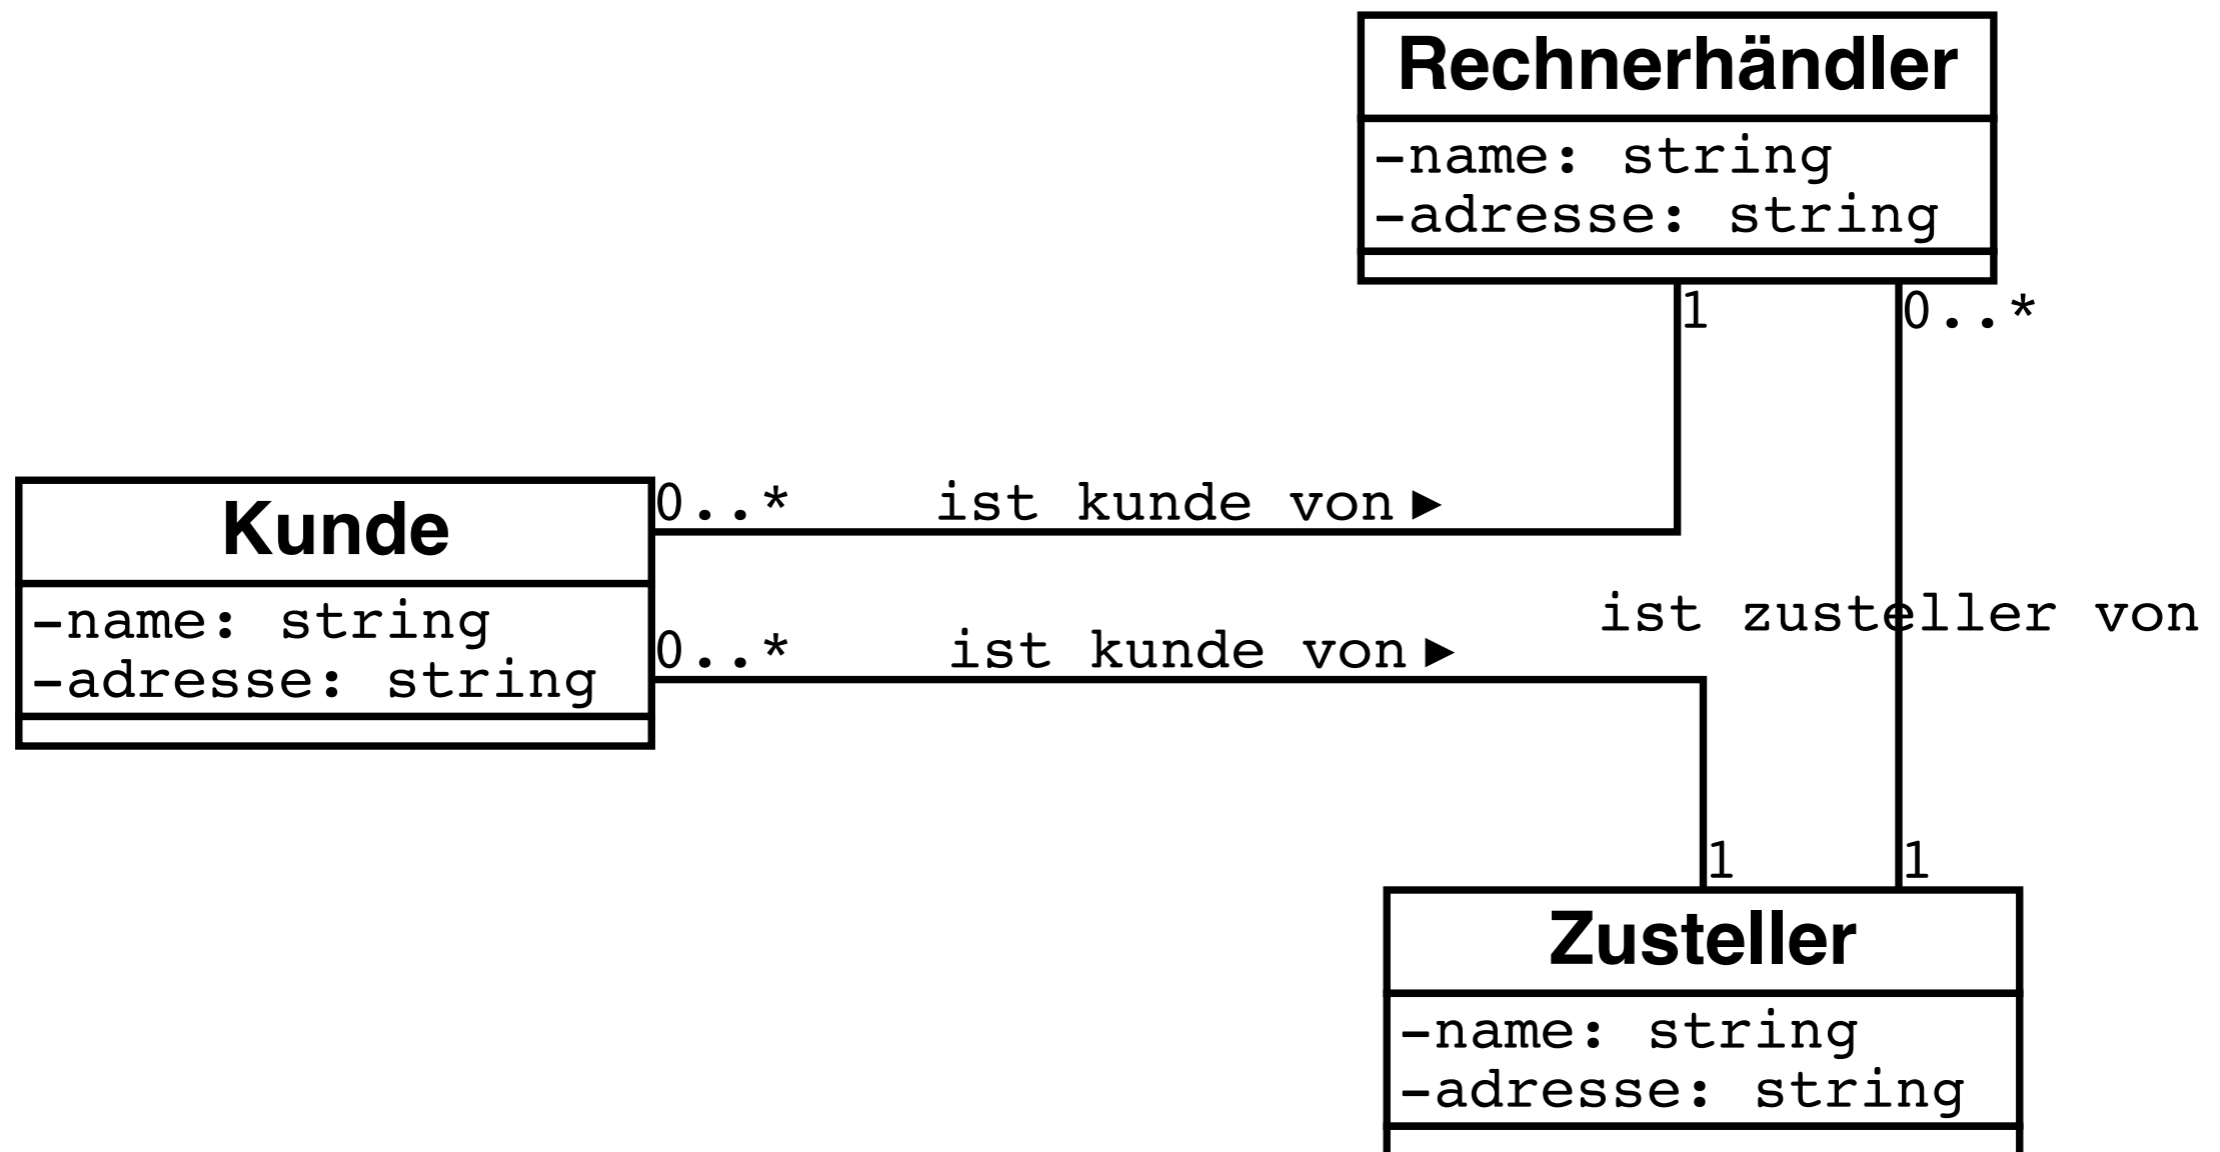 Rechnerhändler
-name: string
-adresse: string
1
0..*
Kunde
-name: string
-adresse: string
0..* ist kunde von ►
0..* ist kunde von ►
ist zusteller von
1
1
Zusteller
-name: string
-adresse: string